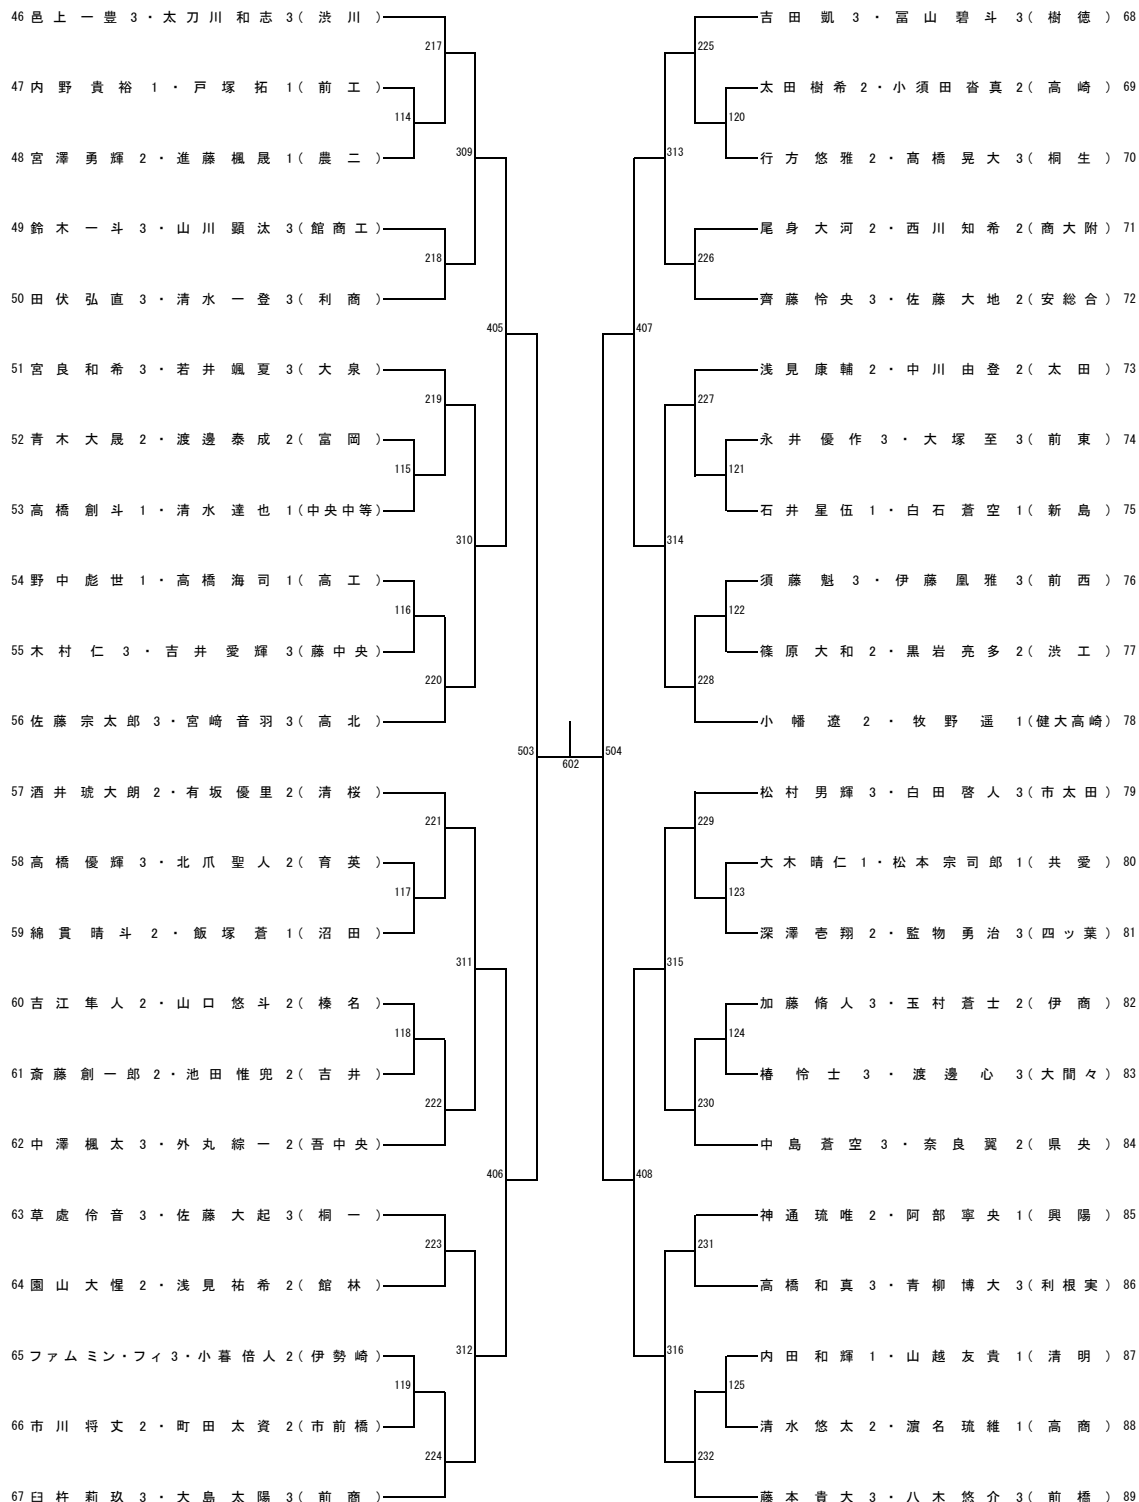 46 邑上一豊 3・太刀川和志 3(渋川)
217
47 内野貴裕 1・戸塚拓 1(前工)
114
48 宮澤勇輝 2・進藤楓晟 1(農二)
309
49 鈴木一斗 3・山川顕汰 3(館商工)
218
50 田伏弘直 3・清水一登 3(利商)
405
51 宮良和希 3・若井颯夏 3(大泉)
219
52 青木大晟 2・渡邊泰成 2(富岡)
115
53 高橋創斗 1・清水達也 1(中央中等)
310
54 野中彪世 1・高橋海司 1(高工)
116
55 木村仁 3・吉井愛輝 3(藤中央)
220
56 佐藤宗太郎 3・宮﨑音羽 3(高北)
503
57 酒井琥大朗 2・有坂優里 2(清桜)
221
58 高橋優輝 3・北爪聖人 2(育英)
117
59 綿貫晴斗 2・飯塚蒼 1(沼田)
311
60 吉江隼人 2・山口悠斗 2(榛名)
118
61 斎藤創一郎 2・池田惟兜 2(吉井)
222
62 中澤楓太 3・外丸綜一 2(吾中央)
406
63 草處伶音 3・佐藤大起 3(桐一)
223
64 園山大惺 2・浅見祐希 2(館林)
312
65 ファムミン・フィ 3・小暮倍人 2(伊勢崎)
119
66 市川将丈 2・町田太資 2(市前橋)
224
67 臼杵莉玖 3・大島太陽 3(前商)
602
吉田凱 3・冨山碧斗 3(樹徳) 68
225
太田樹希 2・小須田沓真 2(高崎) 69
120
行方悠雅 2・髙橋晃大 3(桐生) 70
313
尾身大河 2・西川知希 2(商大附) 71
226
齊藤怜央 3・佐藤大地 2(安総合) 72
407
浅見康輔 2・中川由登 2(太田) 73
227
永井優作 3・大塚至 3(前東) 74
121
石井星伍 1・白石蒼空 1(新島) 75
314
須藤魁 3・伊藤凰雅 3(前西) 76
122
篠原大和 2・黒岩亮多 2(渋工) 77
228
小幡遼 2・牧野遥 1(健大高崎) 78
504
松村男輝 3・白田啓人 3(市太田) 79
229
大木晴仁 1・松本宗司郎 1(共愛) 80
123
深澤壱翔 2・監物勇治 3(四ッ葉) 81
315
加藤脩人 3・玉村蒼士 2(伊商) 82
124
椿怜士 3・渡邊心 3(大間々) 83
230
中島蒼空 3・奈良翼 2(県央) 84
408
神通琉唯 2・阿部寧央 1(興陽) 85
231
高橋和真 3・青柳博大 3(利根実) 86
316
内田和輝 1・山越友貴 1(清明) 87
125
清水悠太 2・濵名琉維 1(高商) 88
232
藤本貴大 3・八木悠介 3(前橋) 89